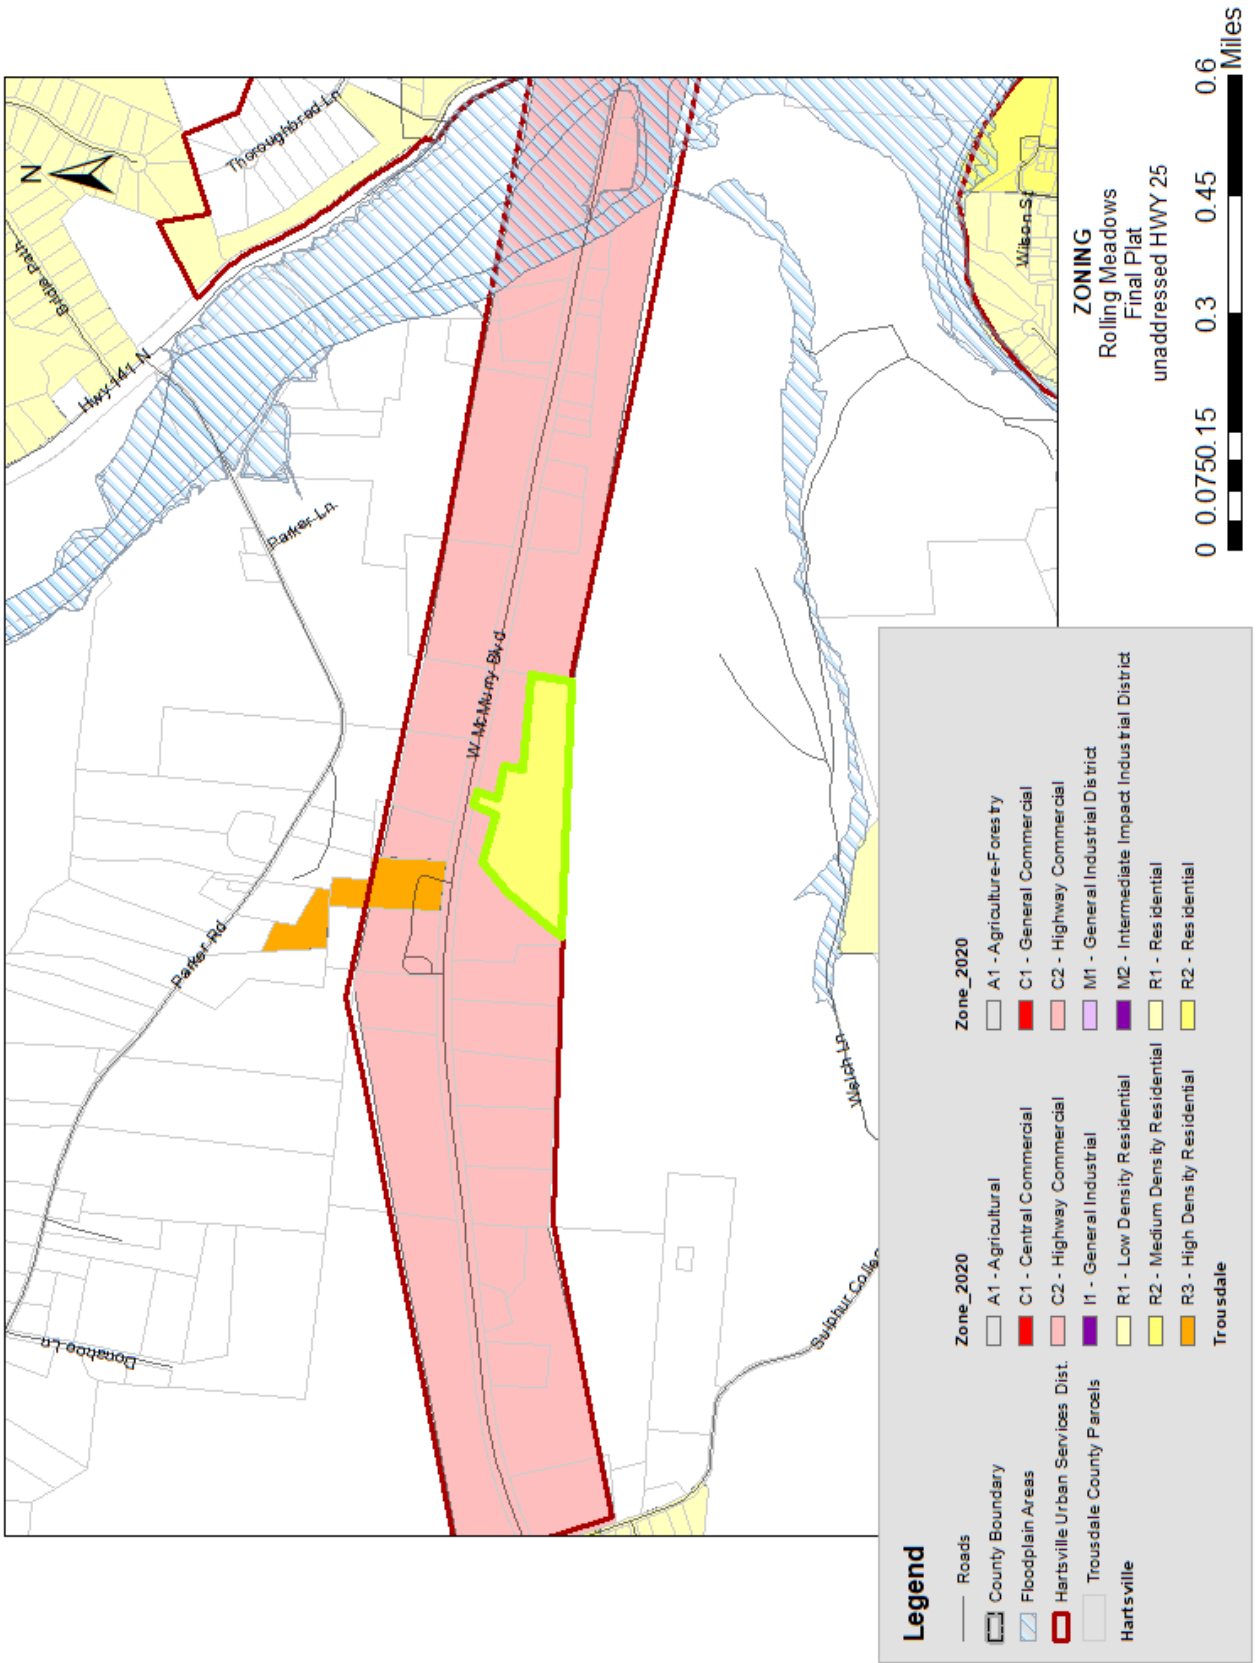 N
Bridle Path
Thoroughbred Ln
Hwy 141 N
Parker Ln
Parker Rd
Donahoe Ln
W McMurry Blvd
Welch Ln
Wilson St
ZONING
Rolling Meadows
Final Plat
unaddressed HWY 25
0 0.075 0.15 0.3 0.45 0.6
Miles
Legend
Roads
County Boundary
Floodplain Areas
Hartsville Urban Services Dist.
Trousdale County Parcels
Hartsville
Zone_2020
A1 - Agricultural
C1 - Central Commercial
C2 - Highway Commercial
I1 - General Industrial
R1 - Low Density Residential
R2 - Medium Density Residential
R3 - High Density Residential
Trousdale
Zone_2020
A1 - Agriculture-Forestry
C1 - General Commercial
C2 - Highway Commercial
M1 - General Industrial District
M2 - Intermediate Impact Industrial District
R1 - Residential
R2 - Residential
Sulphur